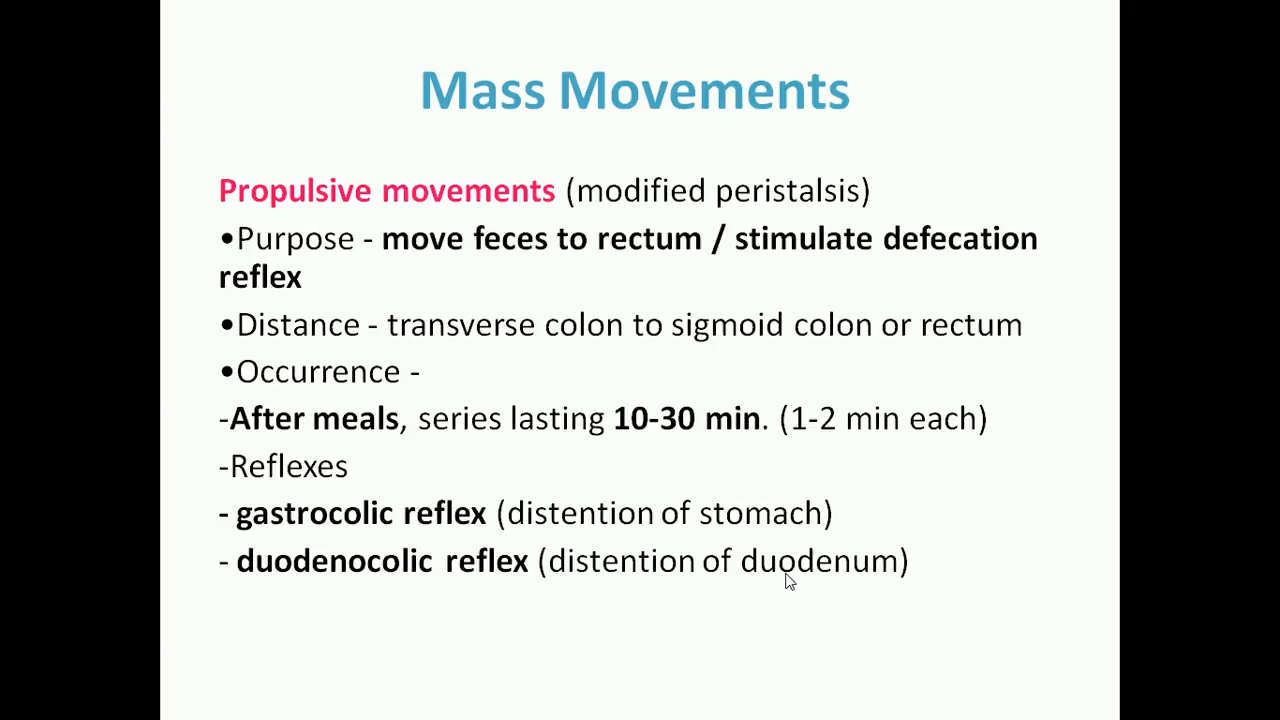 Mass Movements
Propulsive movements (modified peristalsis)
•Purpose - move feces to rectum / stimulate defecation
reflex
•Distance - transverse colon to sigmoid colon or rectum
•Occurrence -
-After meals, series lasting 10-30 min. (1-2 min each)
-Reflexes
- gastrocolic reflex (distention of stomach)
- duodenocolic reflex (distention of duodenum)